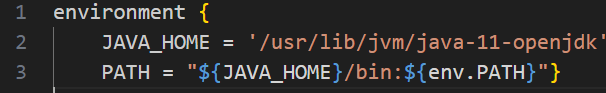 1 environment {
2 JAVA_HOME = '/usr/lib/jvm/java-11-openjdk'
3 PATH = "${JAVA_HOME}/bin:${env.PATH}"}